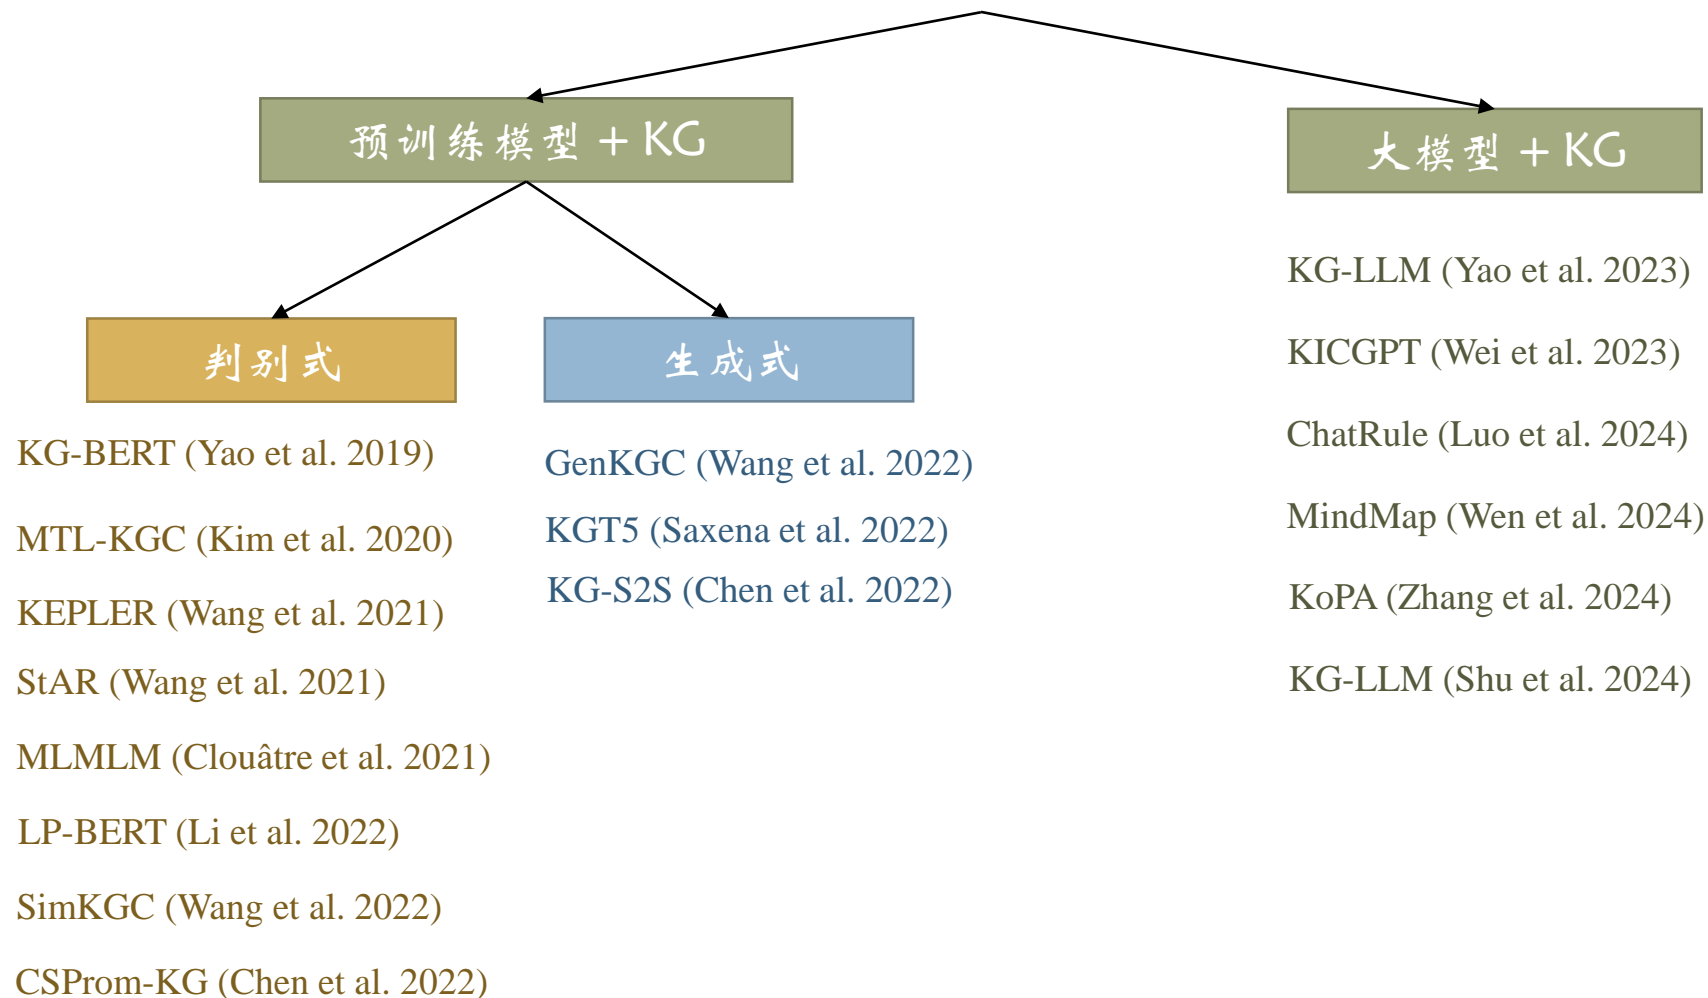 预训练模型 + KG
大模型 + KG
判别式
生成式
KG-BERT (Yao et al. 2019)
MTL-KGC (Kim et al. 2020)
KEPLER (Wang et al. 2021)
StAR (Wang et al. 2021)
MLMLM (Clouâtre et al. 2021)
LP-BERT (Li et al. 2022)
SimKGC (Wang et al. 2022)
CSProm-KG (Chen et al. 2022)
GenKGC (Wang et al. 2022)
KGT5 (Saxena et al. 2022)
KG-S2S (Chen et al. 2022)
KG-LLM (Yao et al. 2023)
KICGPT (Wei et al. 2023)
ChatRule (Luo et al. 2024)
MindMap (Wen et al. 2024)
KoPA (Zhang et al. 2024)
KG-LLM (Shu et al. 2024)